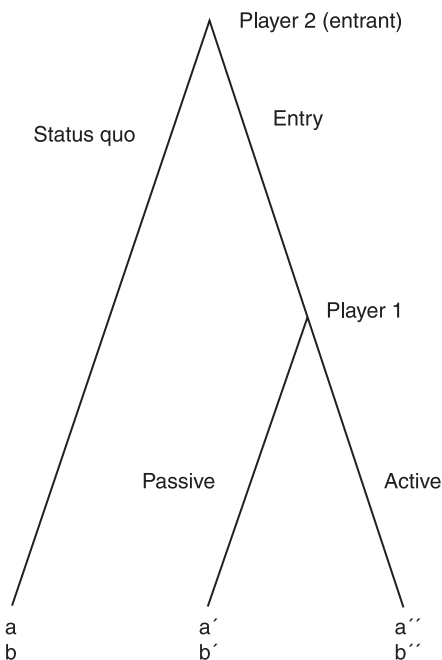 Player 2 (entrant)
Status quo
Entry
Player 1
Passive
Active
a a´ a´´
b b´ b´´